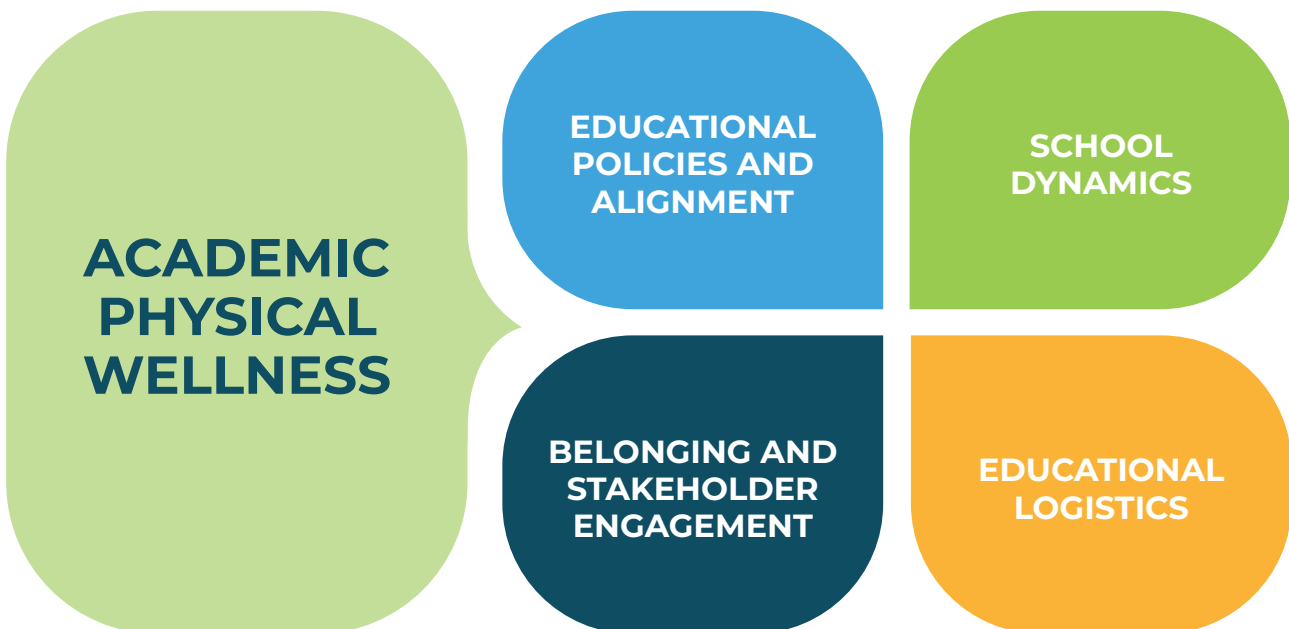 ACADEMIC
PHYSICAL
WELLNESS
EDUCATIONAL
POLICIES AND
ALIGNMENT
SCHOOL
DYNAMICS
BELONGING AND
STAKEHOLDER
ENGAGEMENT
EDUCATIONAL
LOGISTICS